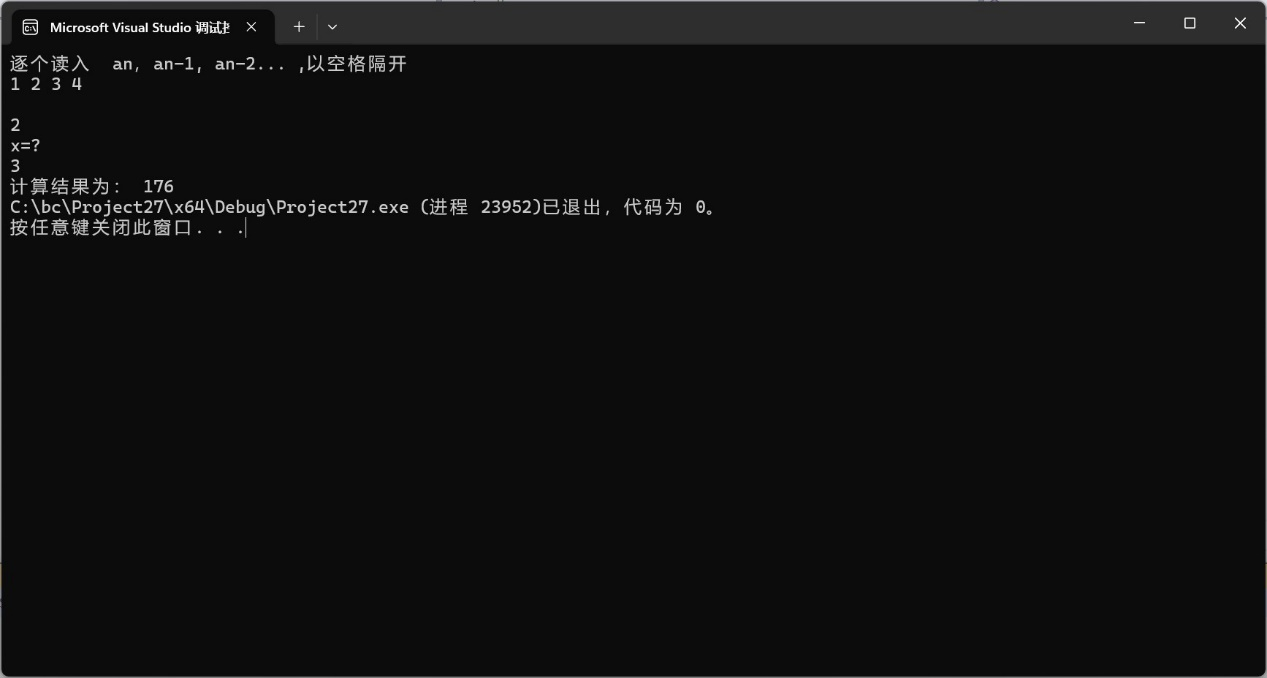 Microsoft Visual Studio 调试
逐个读入  an, an-1, an-2... ,以空格隔开
1 2 3 4
2
x=?
3
计算结果为: 176
C:\bc\Project27\x64\Debug\Project27.exe (进程 23952)已退出，代码为 0。
按任意键关闭此窗口. . .